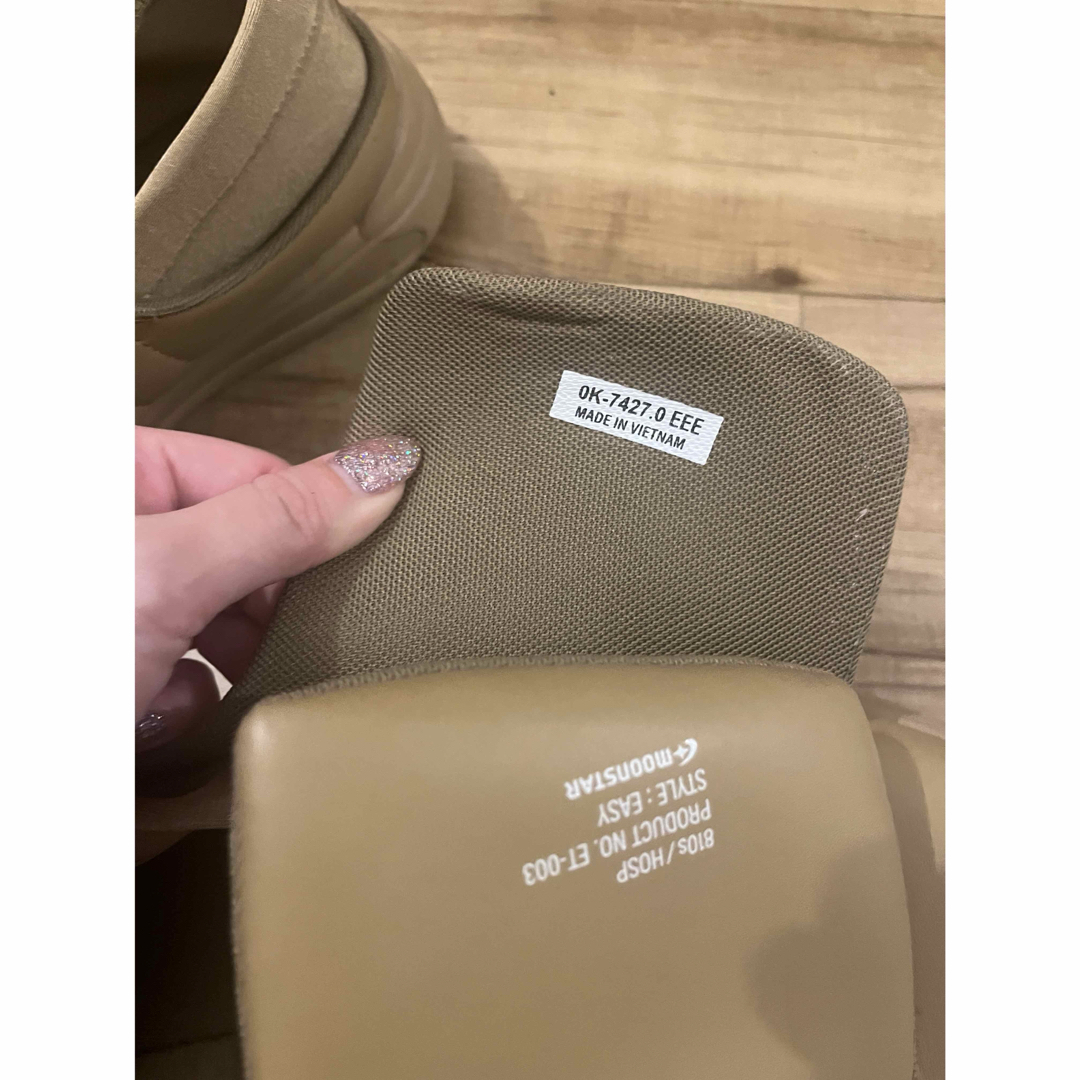 0K-7427.0 EEE
MADE IN VIETNAM
810s/HOSP
PRODUCT NO. ET-003
STYLE : EASY
moonSTAR